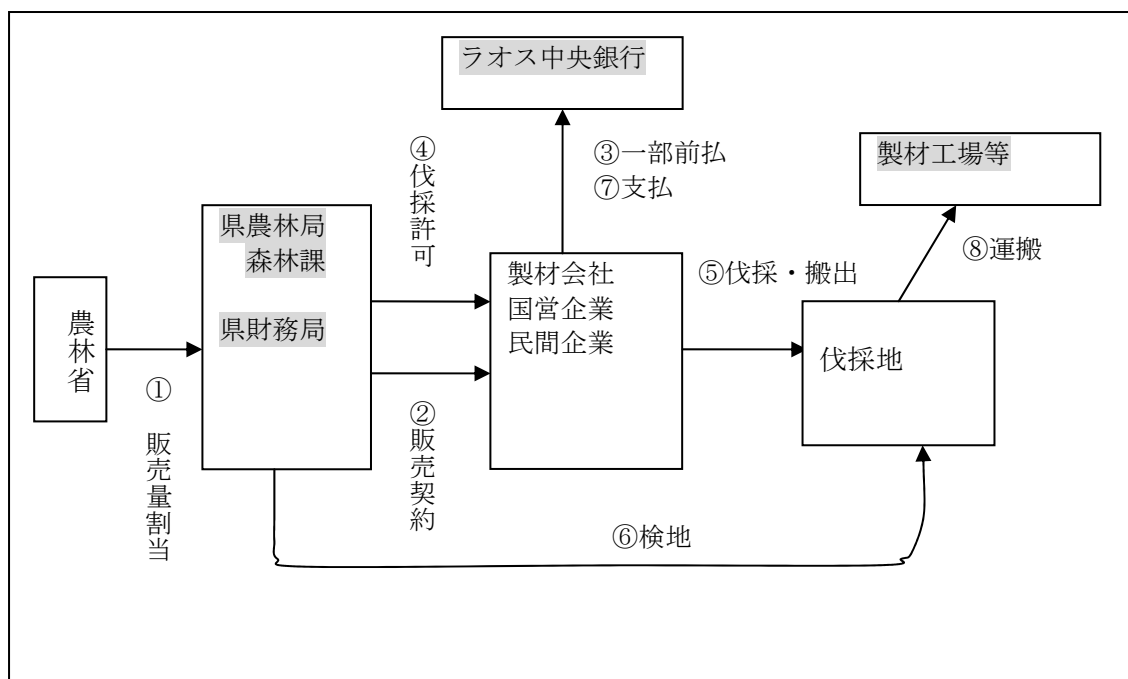 ラオス中央銀行
③一部前払
⑦支払
製材工場等
④伐採許可
県農林局
森林課
県財務局
製材会社
国営企業
民間企業
⑤伐採・搬出
⑧運搬
農林省
伐採地
①
販売量割当
②販売契約
⑥検地